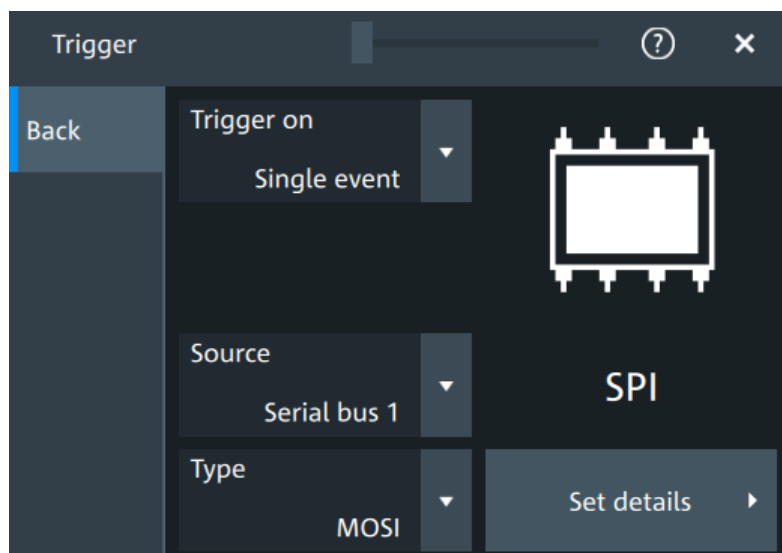 Trigger
?
Back
Trigger on
Single event
Source
Serial bus 1
SPI
Type
MOSI
Set details